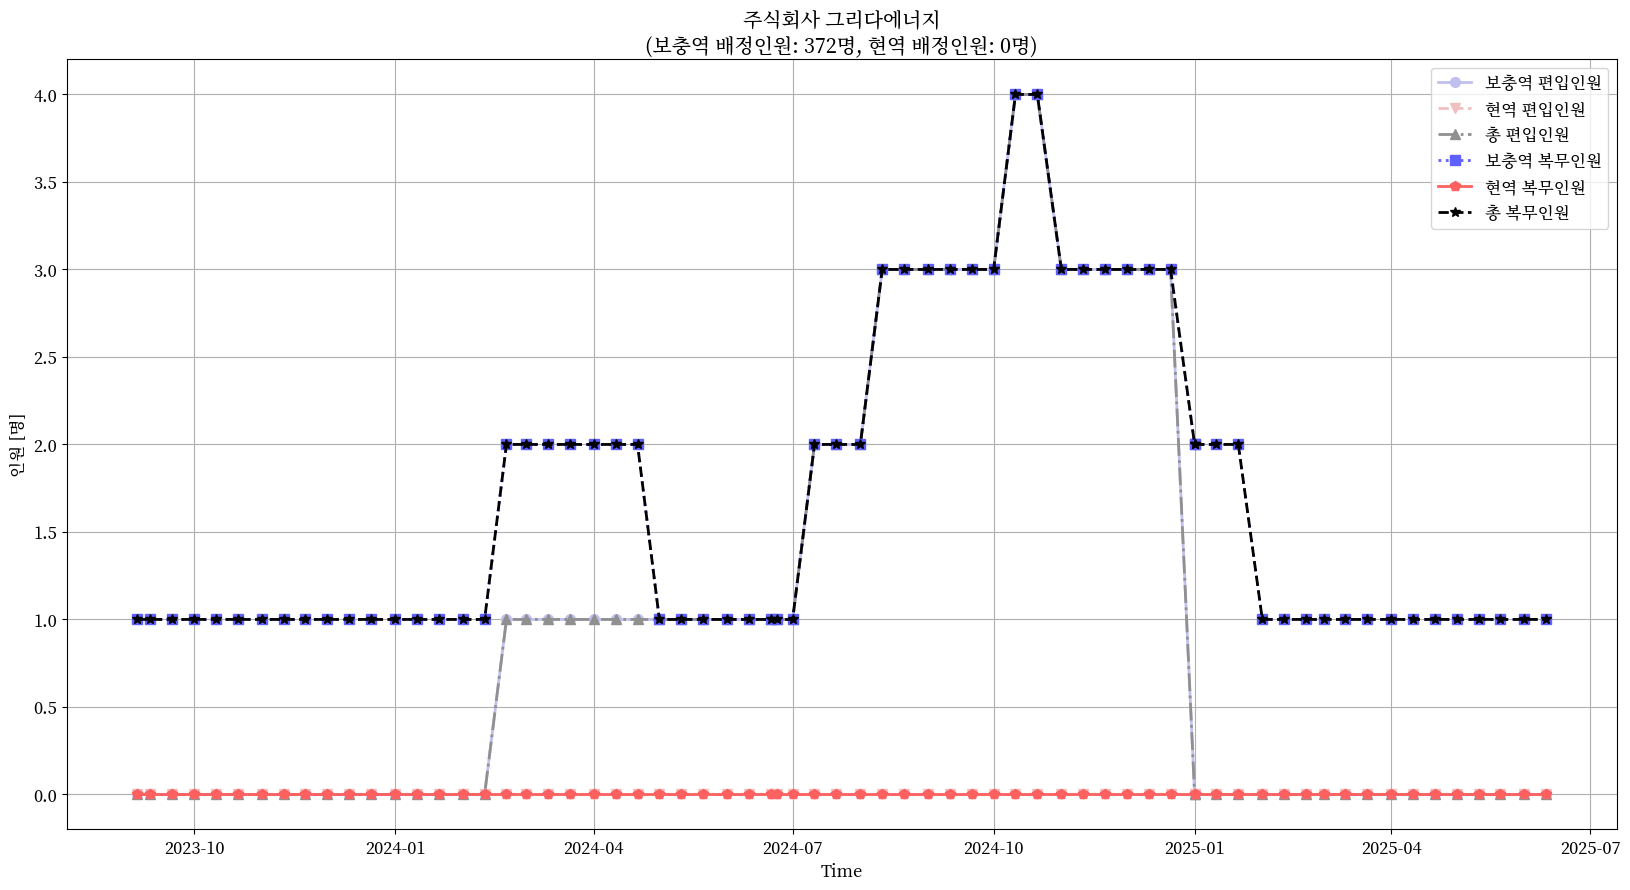 주식회사 그리다에너지
(보충역 배정인원: 372명, 현역 배정인원: 0명)
보충역 편입인원
현역 편입인원
총 편입인원
보충역 복무인원
현역 복무인원
총 복무인원
인원 [명]
4.0
3.5
3.0
2.5
2.0
1.5
1.0
0.5
0.0
2023-10
2024-01
2024-04
2024-07
2024-10
2025-01
2025-04
2025-07
Time